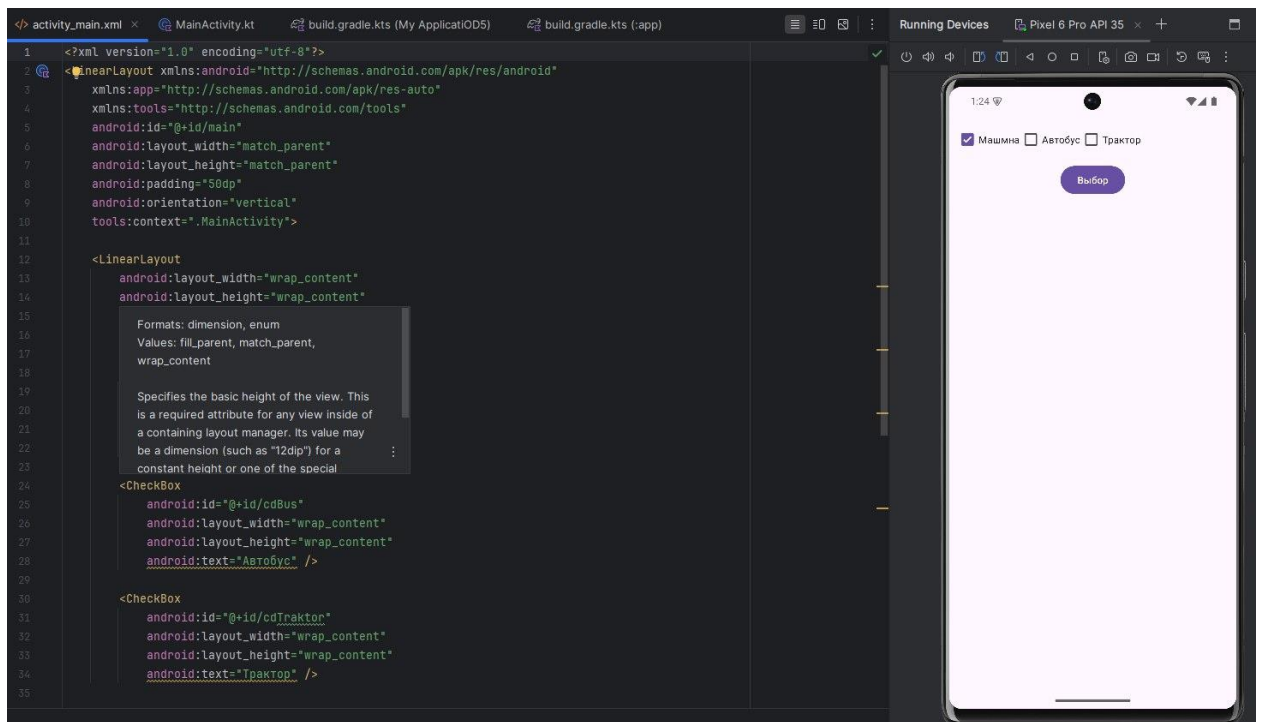 activity_main.xml
MainActivity.kt
build.gradle.kts (My ApplicatiOD5)
build.gradle.kts (:app)
Running Devices
Pixel 6 Pro API 35
1 <?xml version="1.0" encoding="utf-8"?>
2 <LinearLayout xmlns:android="http://schemas.android.com/apk/res/android"
3 xmlns:app="http://schemas.android.com/apk/res-auto"
4 xmlns:tools="http://schemas.android.com/tools"
5 android:id="@+id/main"
6 android:layout_width="match_parent"
7 android:layout_height="match_parent"
8 android:padding="50dp"
9 android:orientation="vertical"
10 tools:context=".MainActivity">
11
12 <LinearLayout
13 android:layout_width="wrap_content"
14 android:layout_height="wrap_content"
15
16
17
18
19
20
21
22
23
Formats: dimension, enum
Values: fill_parent, match_parent,
wrap_content
Specifies the basic height of the view. This
is a required attribute for any view inside of
a containing layout manager. Its value may
be a dimension (such as "12dip") for a
constant height or one of the special
24 <CheckBox
25 android:id="@+id/cdBus"
26 android:layout_width="wrap_content"
27 android:layout_height="wrap_content"
28 android:text="Автобус" />
29
30 <CheckBox
31 android:id="@+id/cdTraktor"
32 android:layout_width="wrap_content"
33 android:layout_height="wrap_content"
34 android:text="Трактор" />
35
1:24
Машмна Автобус Трактор
Выбор